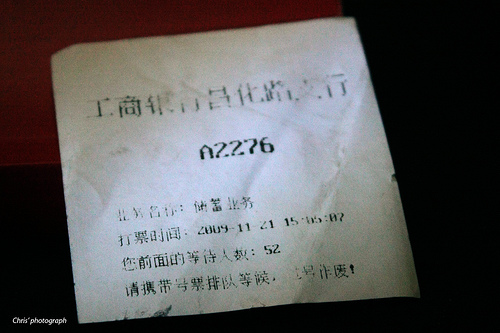 工商银行昌化路支行
A2276
业务名称: 储蓄业务
打票时间: 2009-11-21 15:05:07
您前面的等待人数: 52
请携带号票排队等候, 号作废!
Chris' photograph